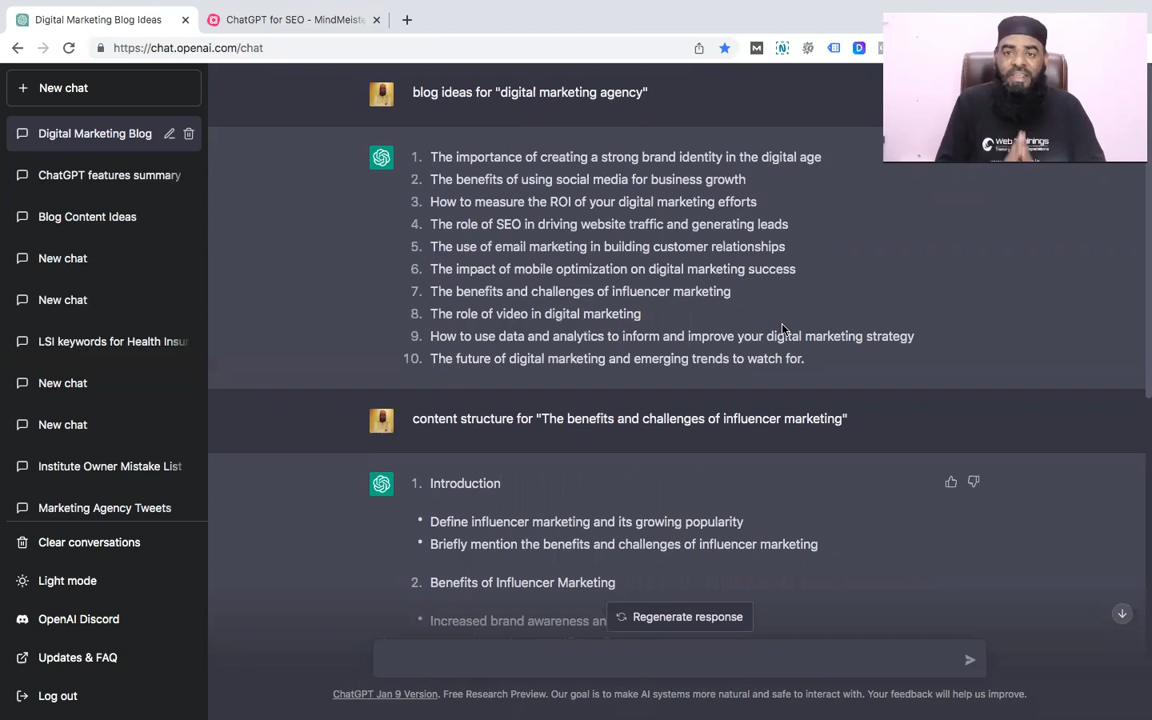 Digital Marketing Blog Ideas
ChatGPT for SEO - MindMeist
https://chat.openai.com/chat
New chat
Digital Marketing Blog
ChatGPT features summary
Blog Content Ideas
New chat
New chat
LSI keywords for Health Insu
New chat
New chat
Institute Owner Mistake List
Marketing Agency Tweets
Clear conversations
Light mode
OpenAI Discord
Updates & FAQ
Log out
blog ideas for "digital marketing agency"
1. The importance of creating a strong brand identity in the digital age
2. The benefits of using social media for business growth
3. How to measure the ROI of your digital marketing efforts
4. The role of SEO in driving website traffic and generating leads
5. The use of email marketing in building customer relationships
6. The impact of mobile optimization on digital marketing success
7. The benefits and challenges of influencer marketing
8. The role of video in digital marketing
9. How to use data and analytics to inform and improve your digital marketing strategy
10. The future of digital marketing and emerging trends to watch for.
content structure for "The benefits and challenges of influencer marketing"
1. Introduction
• Define influencer marketing and its growing popularity
• Briefly mention the benefits and challenges of influencer marketing
2. Benefits of Influencer Marketing
• Increased brand awareness an
Regenerate response
ChatGPT Jan 9 Version. Free Research Preview. Our goal is to make AI systems more natural and safe to interact with. Your feedback will help us improve.
Web Trainings